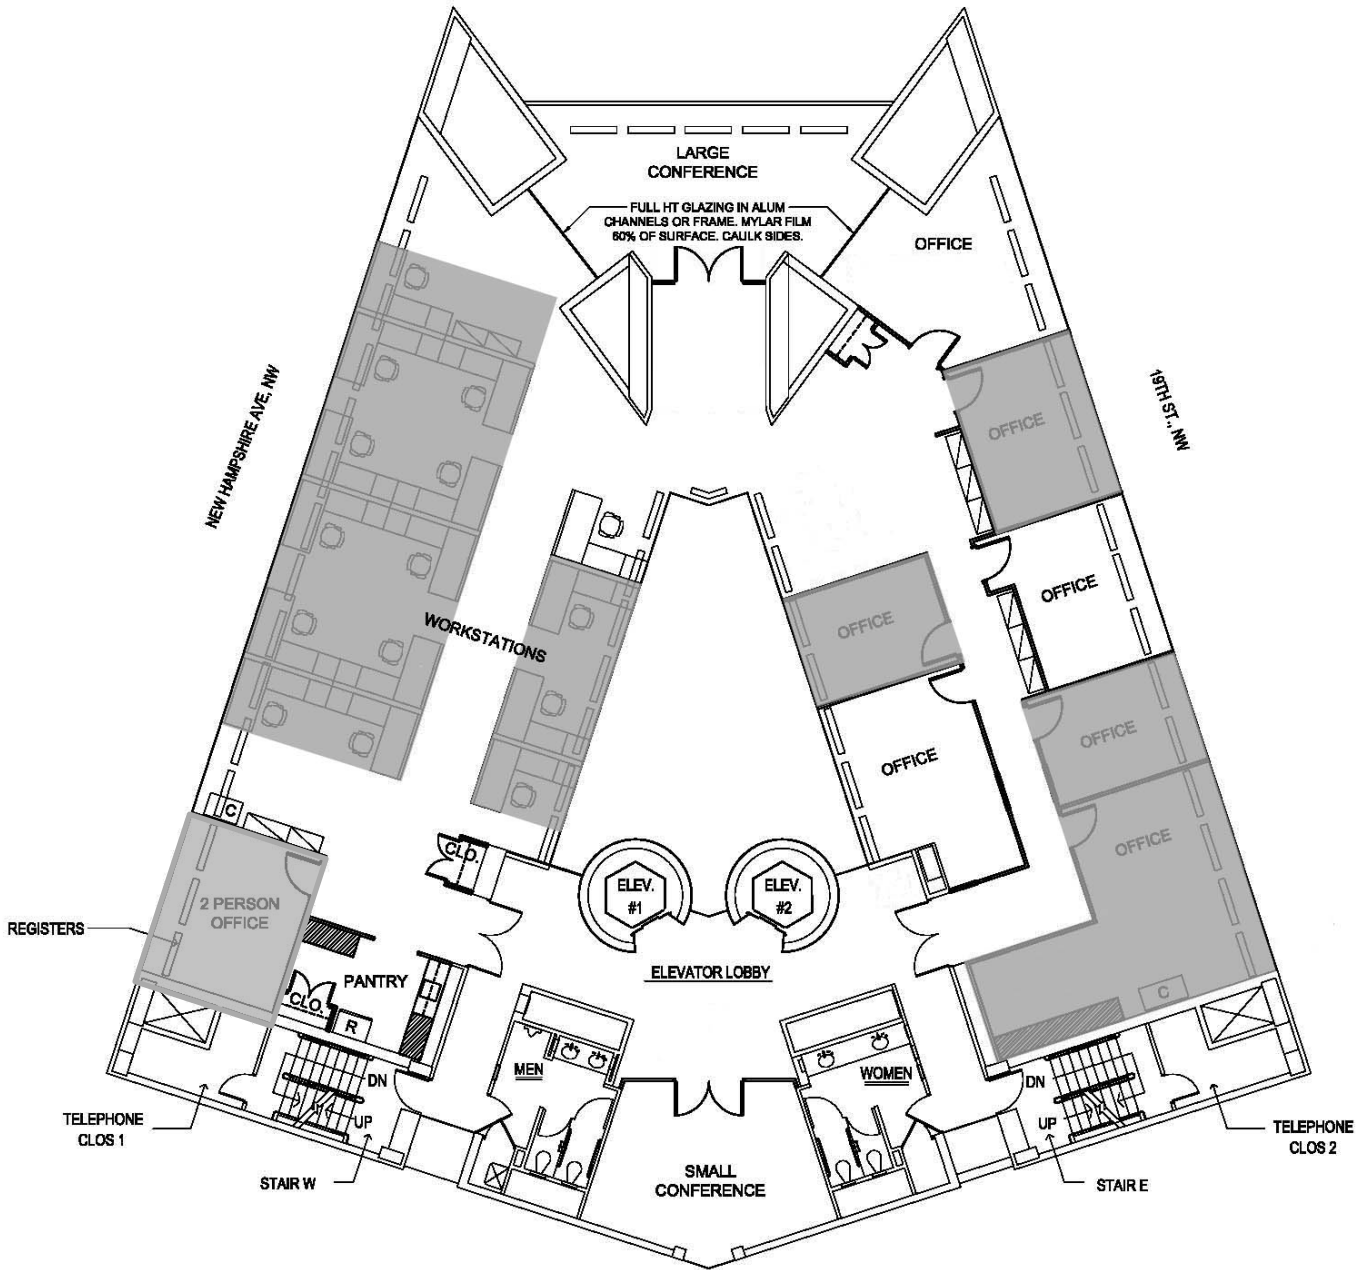 LARGE
CONFERENCE
FULL HT GLAZING IN ALUM
CHANNELS OR FRAME. MYLAR FILM
60% OF SURFACE. CAULK SIDES.
OFFICE
NEW HAMPSHIRE AVE, NW
19TH ST., NW
OFFICE
OFFICE
OFFICE
WORKSTATIONS
OFFICE
OFFICE
OFFICE
C
CLO.
ELEV.
#1
ELEV.
#2
2 PERSON
OFFICE
REGISTERS
PANTRY
CLO.
R
ELEVATOR LOBBY
C
MEN
WOMEN
DN
UP
DN
UP
TELEPHONE
CLOS 1
TELEPHONE
CLOS 2
STAIR W
SMALL
CONFERENCE
STAIR E